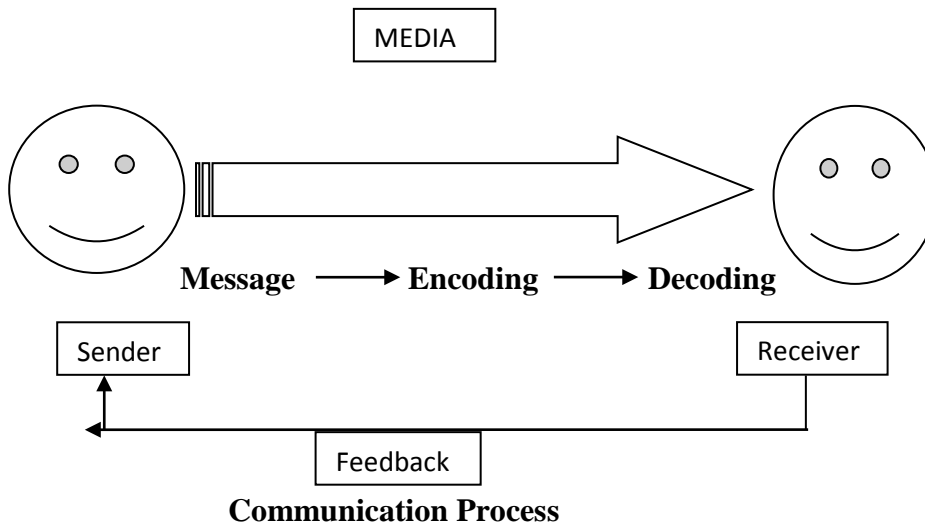 MEDIA
Message Encoding Decoding
Sender Receiver
Feedback
Communication Process